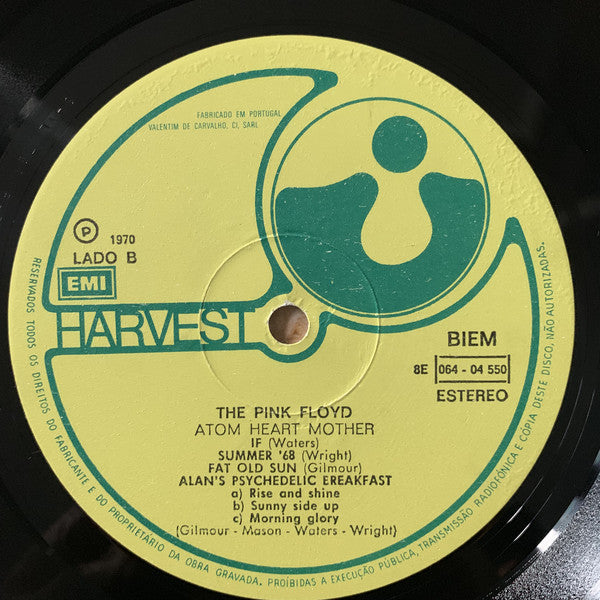 FABRICADO EM PORTUGAL
VALENTIM DE CARVALHO, CI, SARL
℗ 1970
LADO B
EMI
HARVEST
BIEM
8E 064 - 04 550
ESTEREO
THE PINK FLOYD
ATOM HEART MOTHER
IF (Waters)
SUMMER '68 (Wright)
FAT OLD SUN (Gilmour)
ALAN'S PSYCHEDELIC EREAKFAST
a) Rise and shine
b) Sunny side up
c) Morning glory
(Gilmour - Mason - Waters - Wright)
RESERVADOS TODOS OS DIREITOS DO FABRICANTE E DO PROPRIETÁRIO DA OBRA GRAVADA. PROÍBIDAS A EXECUÇÃO PÚBLICA, TRANSMISSÃO RADIOFÓNICA E CÓPIA DESTE DISCO, NÃO AUTORIZADAS.